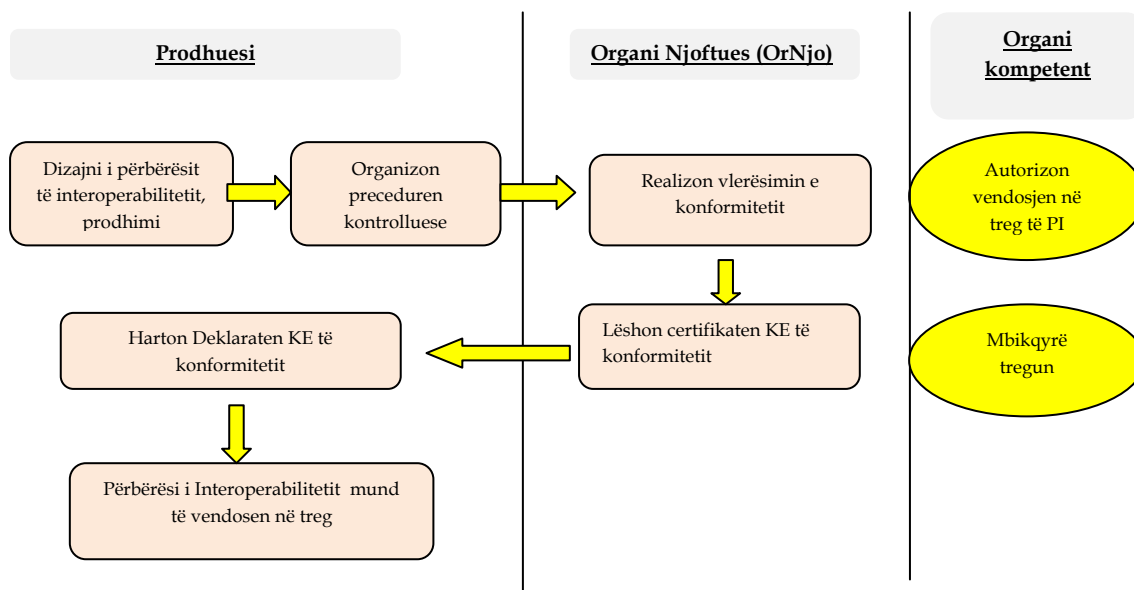 Prodhuesi
Organi Njoftues (OrNjo)
Organi
kompetent
Dizajni i përbërësit
të interoperabilitetit,
prodhimi
Organizon
preceduren
kontrolluese
Realizon vlerësimin e
konformitetit
Autorizon
vendosjen në
treg të PI
Harton Deklaraten KE të
konformitetit
Lëshon certifikaten KE të
konformitetit
Mbikqyrë
tregun
Përbërësi i Interoperabilitetit mund
të vendosen në treg